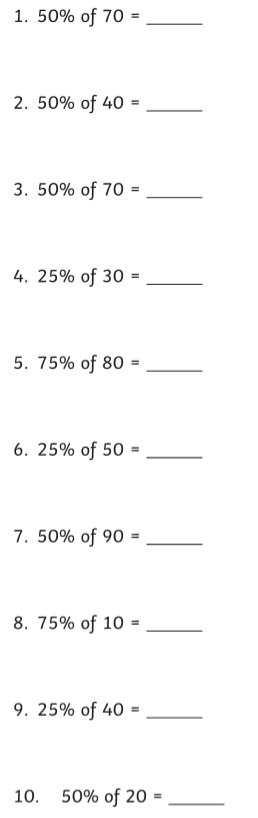 1. 50% of 70 = ______
2. 50% of 40 = ______
3. 50% of 70 = ______
4. 25% of 30 = ______
5. 75% of 80 = ______
6. 25% of 50 = ______
7. 50% of 90 = ______
8. 75% of 10 = ______
9. 25% of 40 = ______
10. 50% of 20 = ______